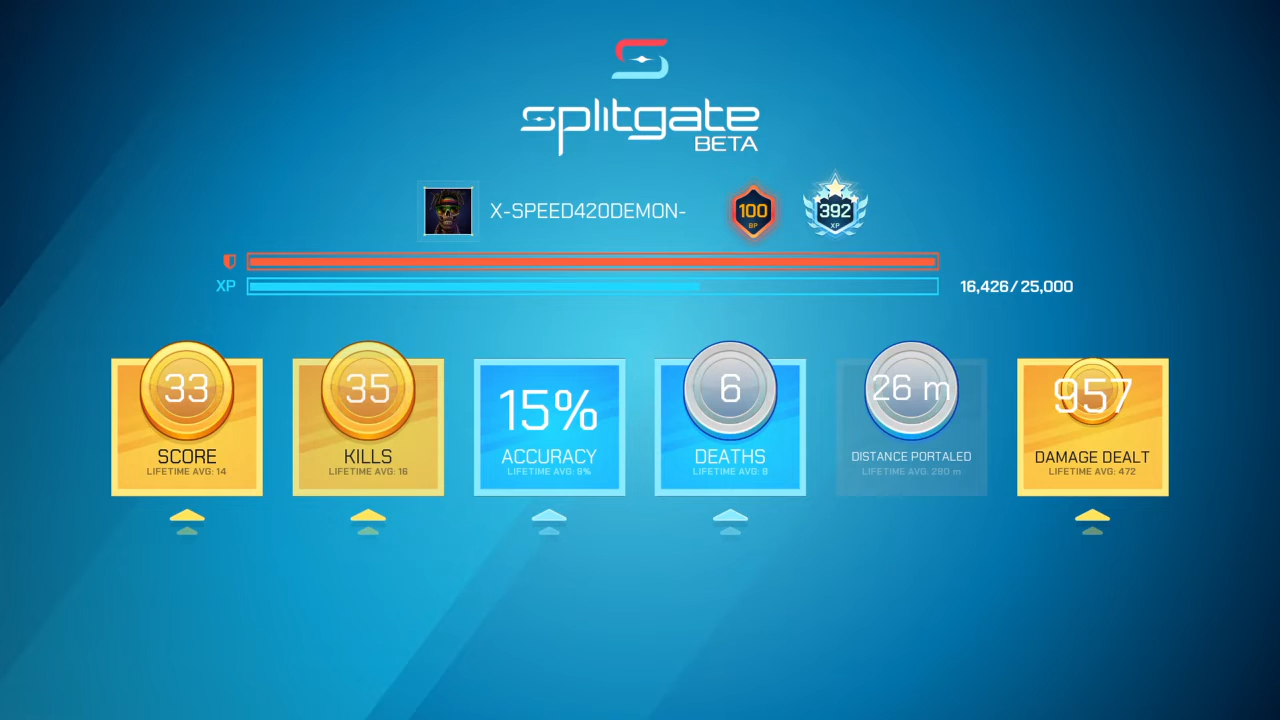 splitgate
BETA
X-SPEED420DEMON-
100
BP
392
XP
XP
16,426/25,000
33
SCORE
LIFETIME AVG: 14
35
KILLS
LIFETIME AVG: 16
15%
ACCURACY
LIFETIME AVG: 8%
6
DEATHS
LIFETIME AVG: 8
26 m
DISTANCE PORTALED
LIFETIME AVG: 290 m
957
DAMAGE DEALT
LIFETIME AVG: 472